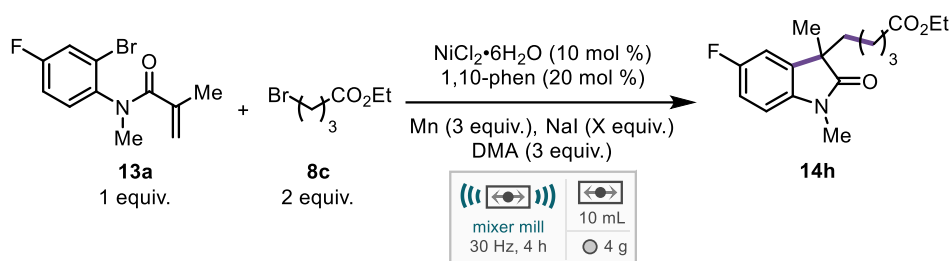 F
Br
O
Me
N
Me
13a
1 equiv.
+
Br
CO2Et
3
8c
2 equiv.
NiCl2•6H2O (10 mol %)
1,10-phen (20 mol %)
Mn (3 equiv.), NaI (X equiv.)
DMA (3 equiv.)
mixer mill
30 Hz, 4 h
10 mL
4 g
Me
CO2Et
3
F
O
N
Me
14h